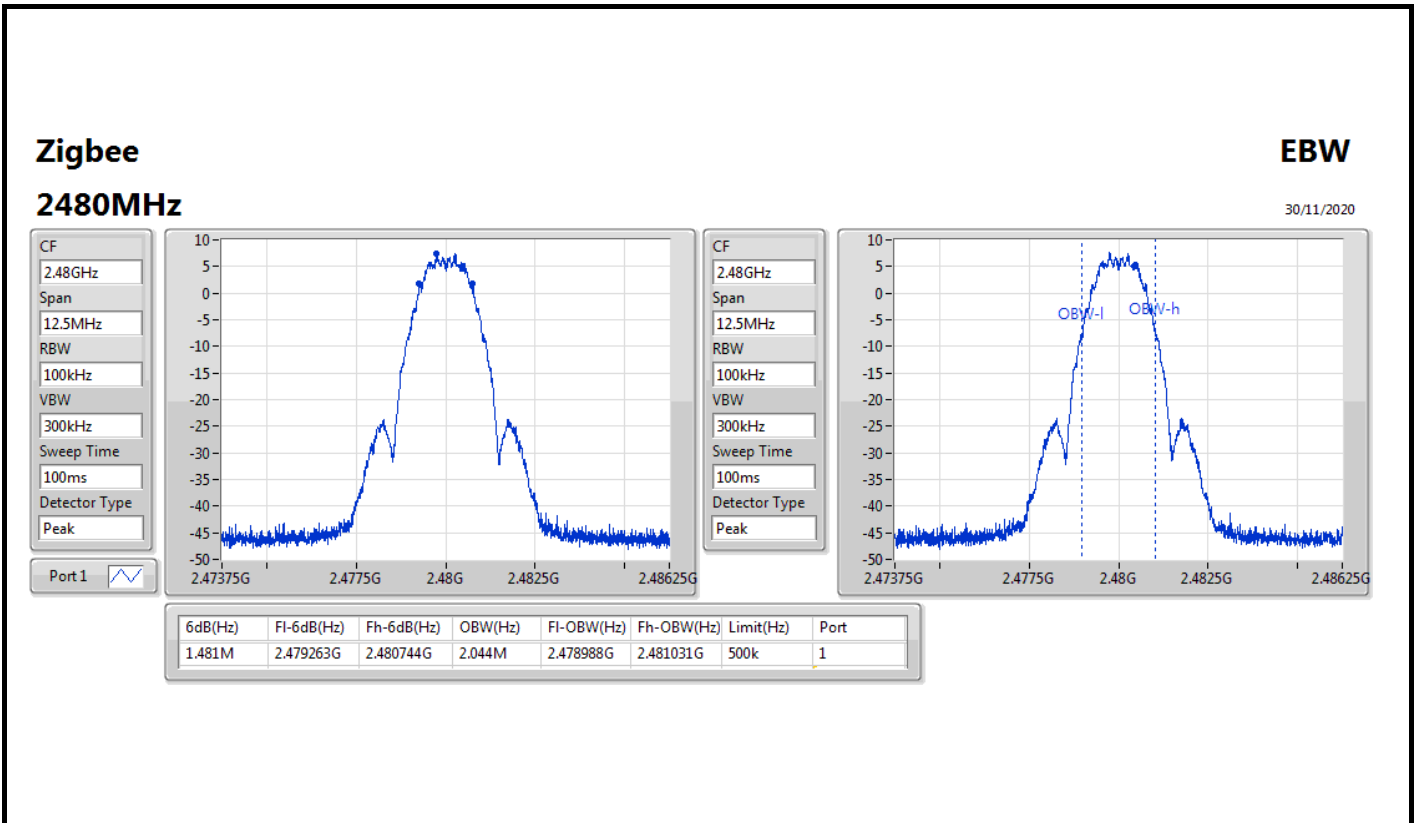 Zigbee
EBW
2480MHz
30/11/2020
CF
2.48GHz
Span
12.5MHz
RBW
100kHz
VBW
300kHz
Sweep Time
100ms
Detector Type
Peak
Port 1
10
5
0
-5
-10
-15
-20
-25
-30
-35
-40
-45
-50
2.47375G 2.4775G 2.48G 2.4825G 2.48625G
CF
2.48GHz
Span
12.5MHz
RBW
100kHz
VBW
300kHz
Sweep Time
100ms
Detector Type
Peak
10
5
0
-5
-10
-15
-20
-25
-30
-35
-40
-45
-50
OBW-l OBW-h
2.47375G 2.4775G 2.48G 2.4825G 2.48625G
6dB(Hz) Fl-6dB(Hz) Fh-6dB(Hz) OBW(Hz) Fl-OBW(Hz) Fh-OBW(Hz) Limit(Hz) Port
1.481M 2.479263G 2.480744G 2.044M 2.478988G 2.481031G 500k 1